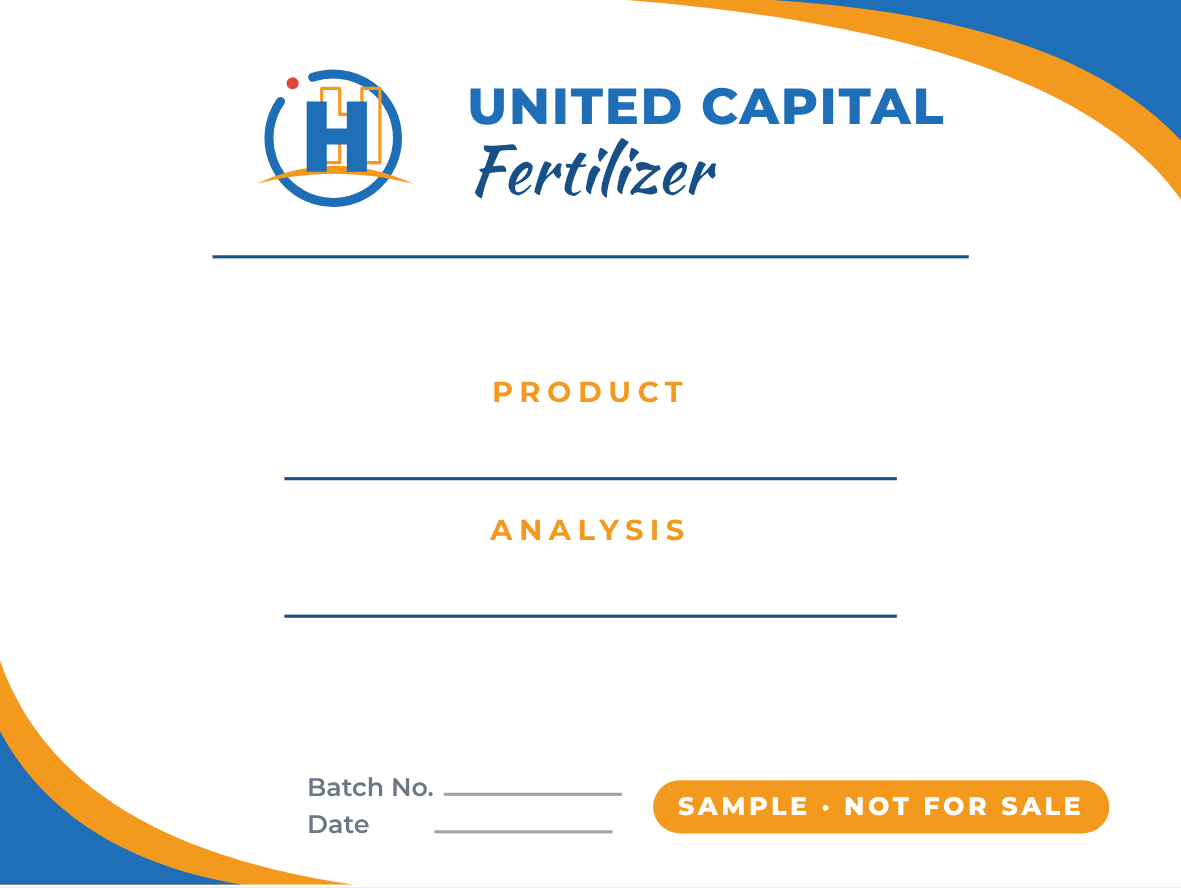 H
UNITED CAPITAL
Fertilizer
PRODUCT
ANALYSIS
Batch No.
Date
SAMPLE • NOT FOR SALE